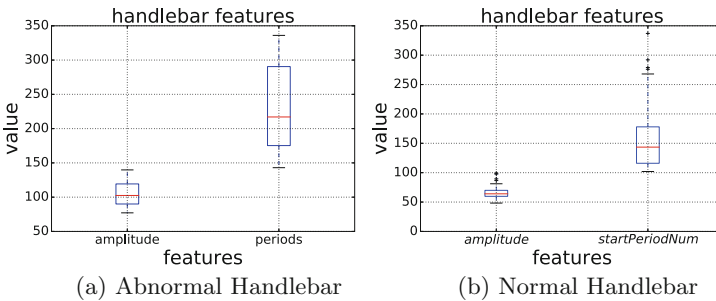 handlebar features
350
300
250
200
150
100
50
value
amplitude
periods
features
(a) Abnormal Handlebar
handlebar features
350
300
250
200
150
100
50
0
value
amplitude
startPeriodNum
features
(b) Normal Handlebar